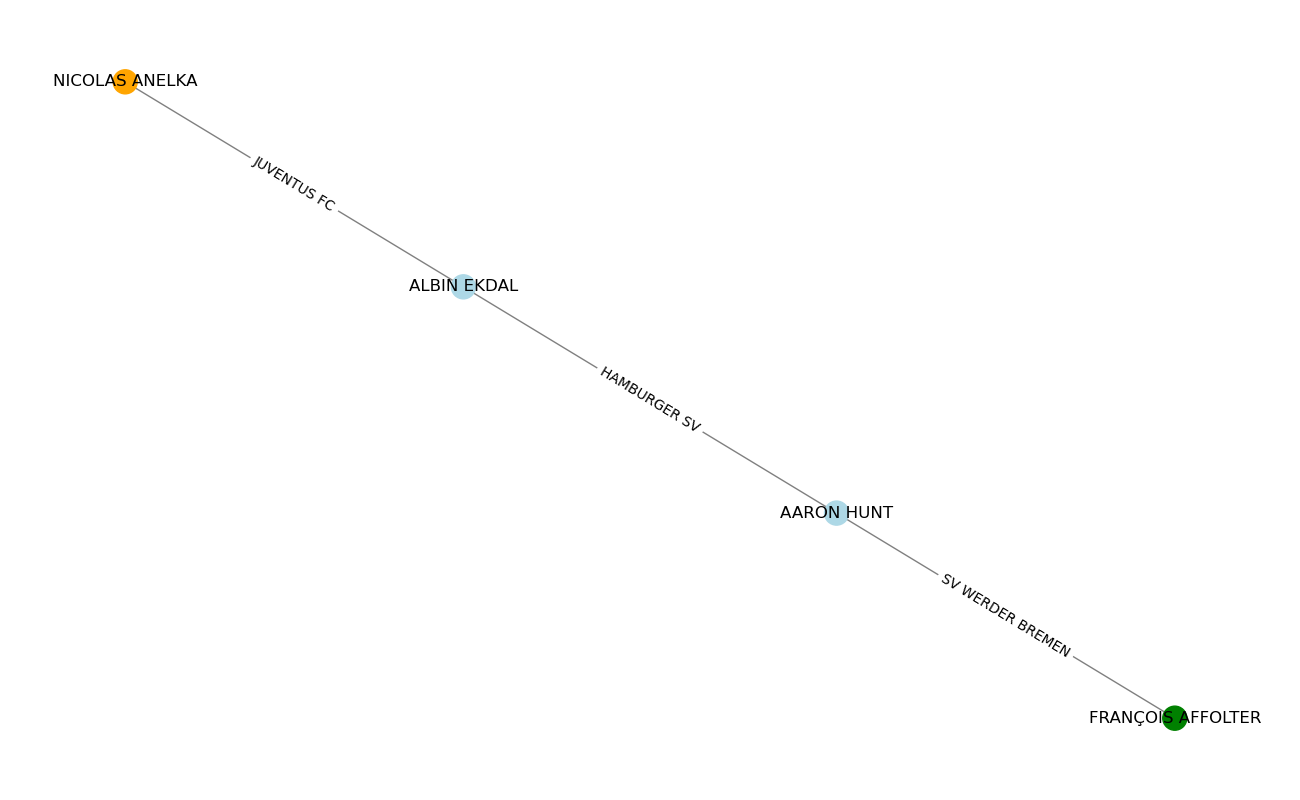 NICOLAS ANELKA
JUVENTUS FC
ALBIN EKDAL
HAMBURGER SV
AARON HUNT
SV WERDER BREMEN
FRANÇOIS AFFOLTER